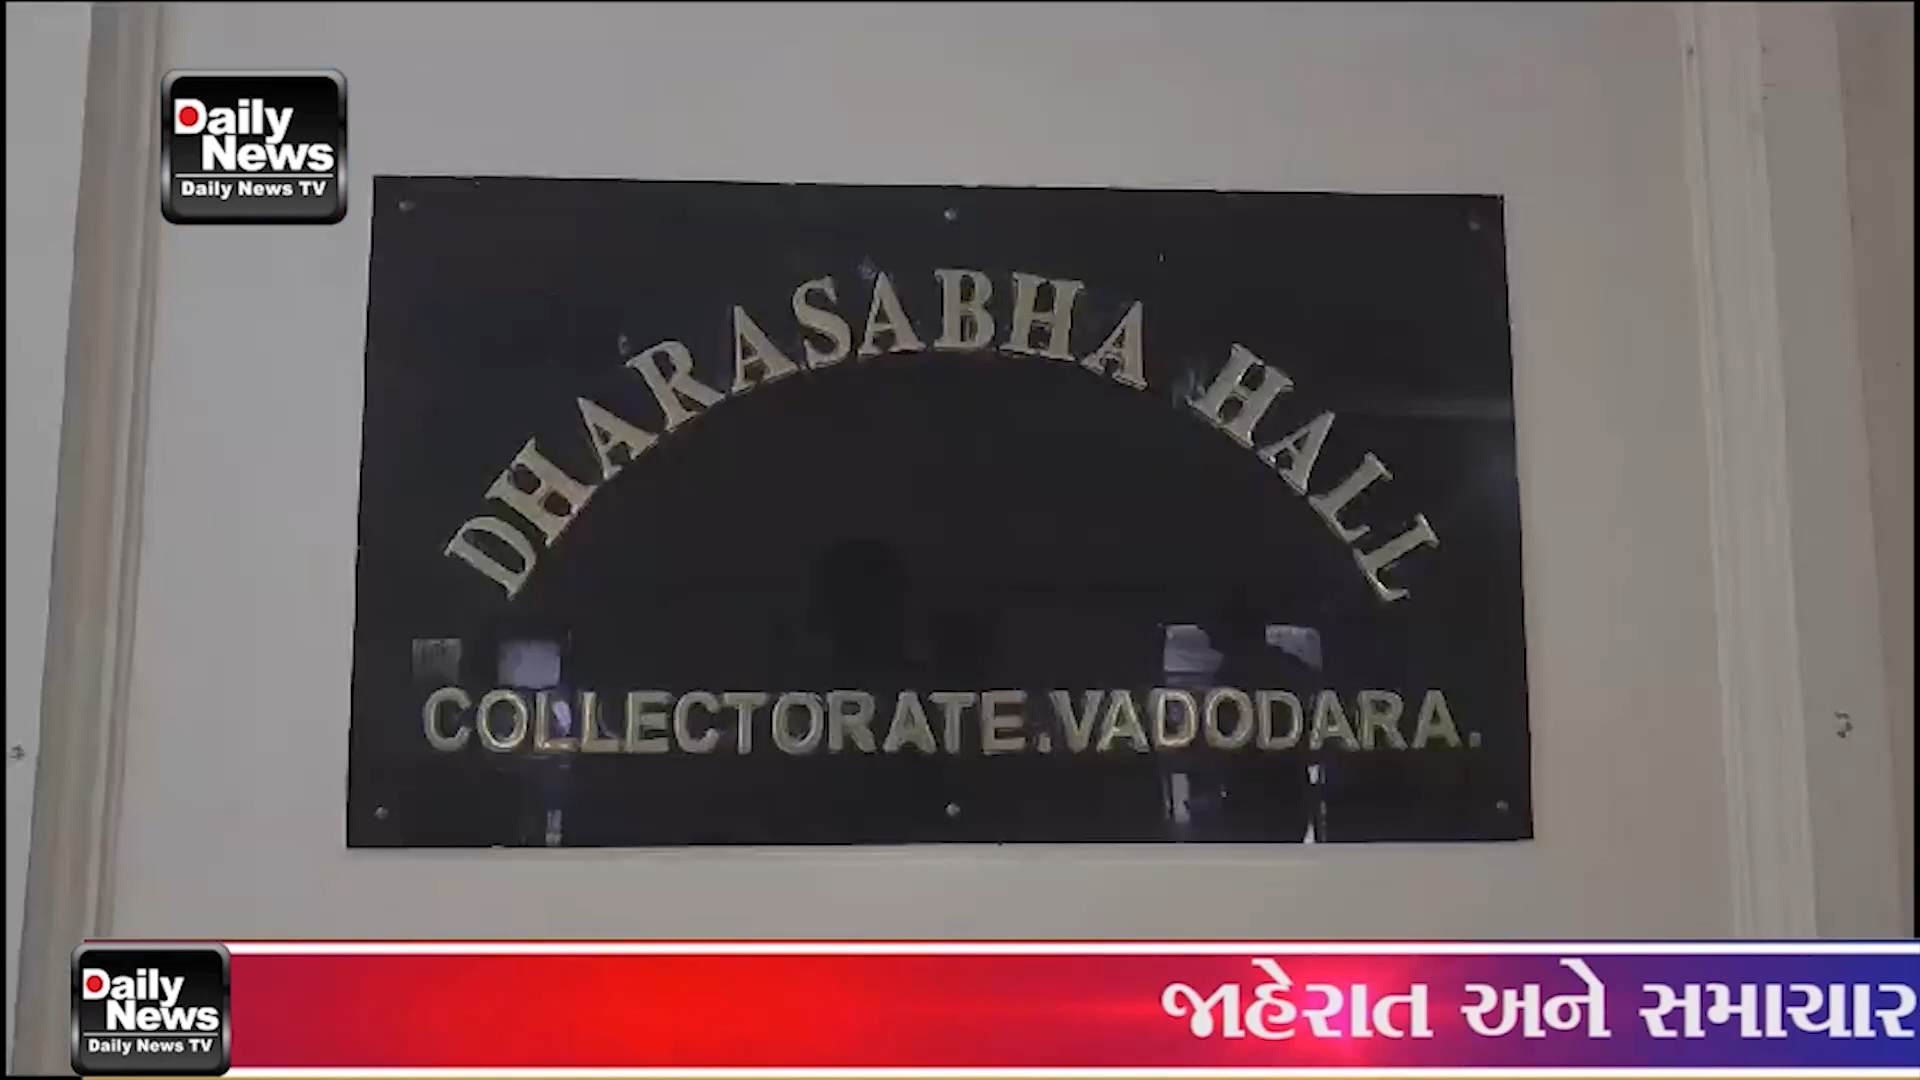 Daily
News
Daily News TV
DHARASABHA HALL
COLLECTORATE.VADODARA.
Daily
News
Daily News TV
જાહેરાત અને સમાચાર